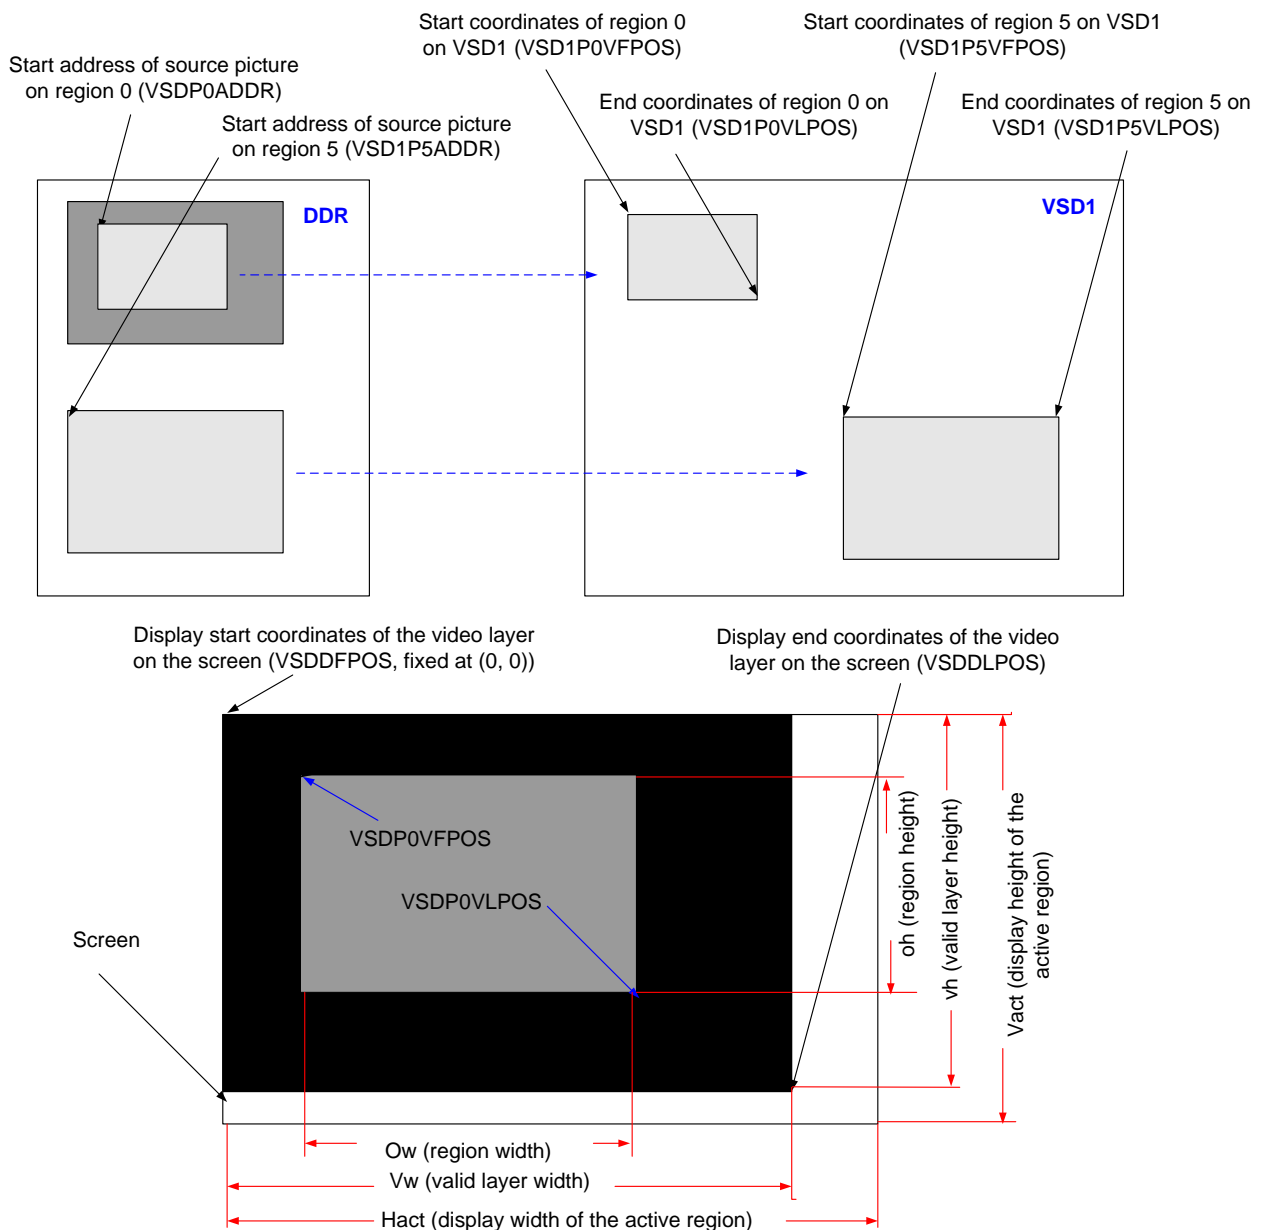 Start coordinates of region 0
on VSD1 (VSD1P0VFPOS)
Start coordinates of region 5 on VSD1
(VSD1P5VFPOS)
Start address of source picture
on region 0 (VSDP0ADDR)
End coordinates of region 0 on
VSD1 (VSD1P0VLPOS)
End coordinates of region 5 on
VSD1 (VSD1P5VLPOS)
Start address of source picture
on region 5 (VSD1P5ADDR)
DDR
VSD1
Display start coordinates of the video layer
on the screen (VSDDFPOS, fixed at (0, 0))
Display end coordinates of the video
layer on the screen (VSDDLPOS)
VSDP0VFPOS
VSDP0VLPOS
Screen
oh (region height)
vh (valid layer height)
Vact (display height of the
active region)
Ow (region width)
Vw (valid layer width)
Hact (display width of the active region)